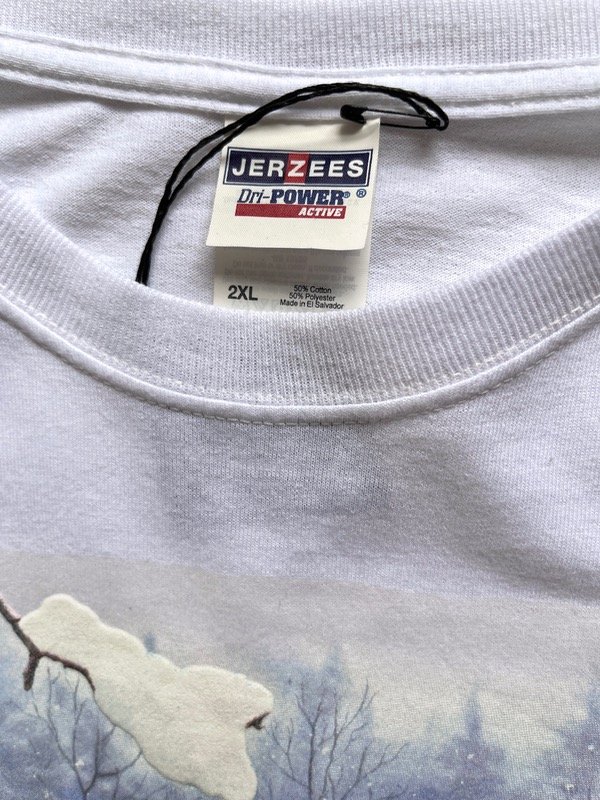 JERZEES
Dri-POWER® ®
ACTIVE
2XL
50% Cotton
50% Polyester
Made in El Salvador